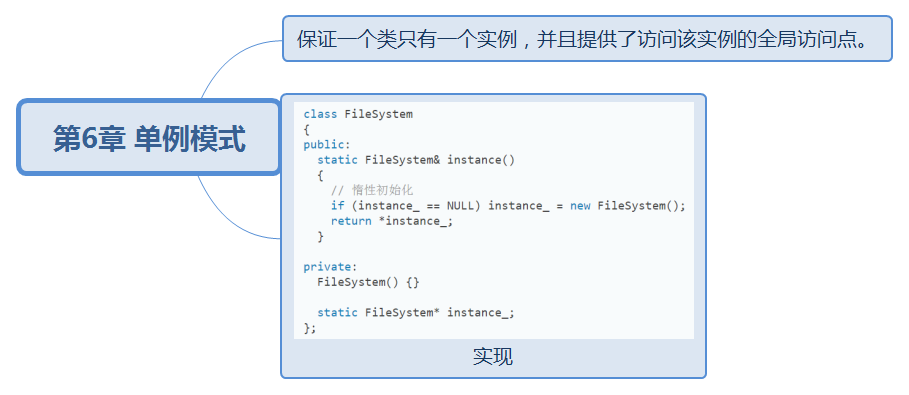 保证一个类只有一个实例，并且提供了访问该实例的全局访问点。
第6章 单例模式
class FileSystem
{
public:
  static FileSystem& instance()
  {
    // 惰性初始化
    if (instance_ == NULL) instance_ = new FileSystem();
    return *instance_;
  }

private:
  FileSystem() {}

  static FileSystem* instance_;
};
实现